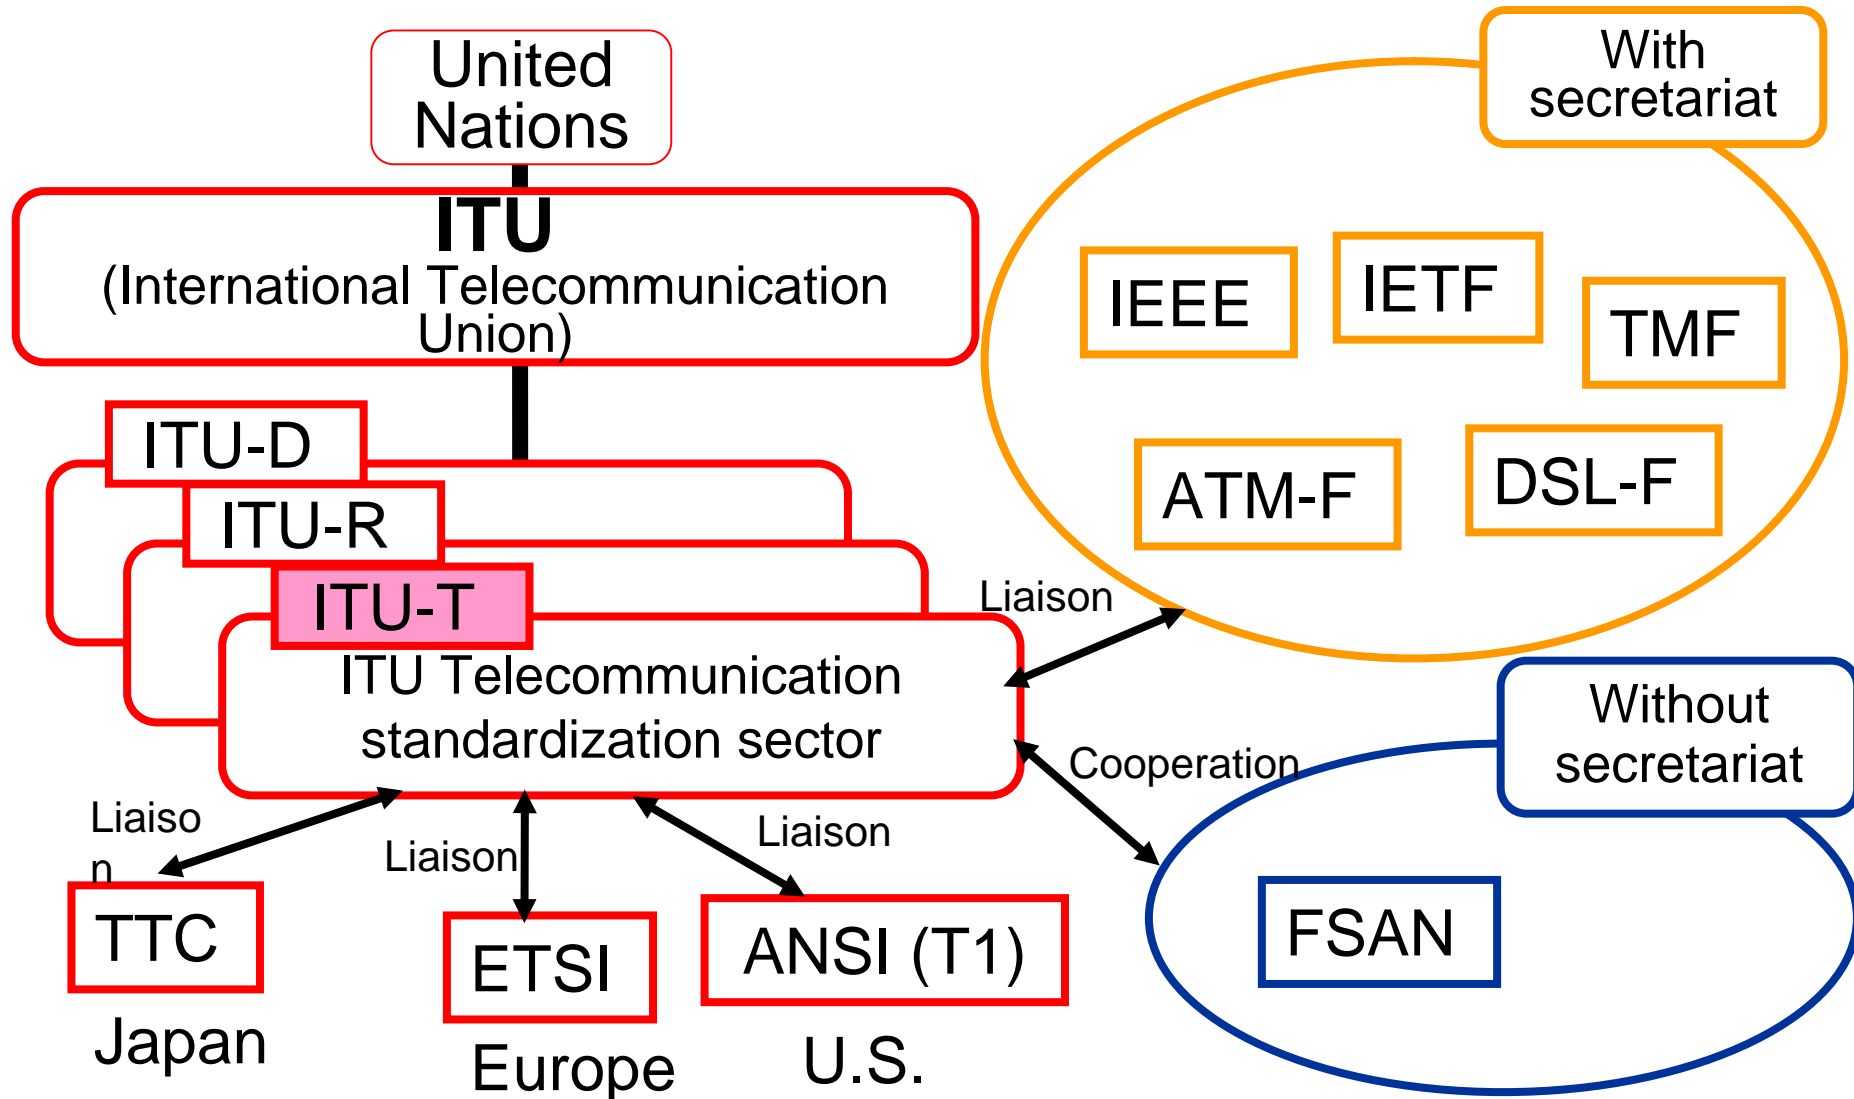 United
Nations
ITU
(International Telecommunication
Union)
ITU-D
ITU-R
ITU-T
ITU Telecommunication
standardization sector
Liaiso
n
Liaison
Liaison
TTC
Japan
ETSI
Europe
ANSI (T1)
U.S.
With
secretariat
IEEE
IETF
TMF
ATM-F
DSL-F
Liaison
Cooperation
Without
secretariat
FSAN